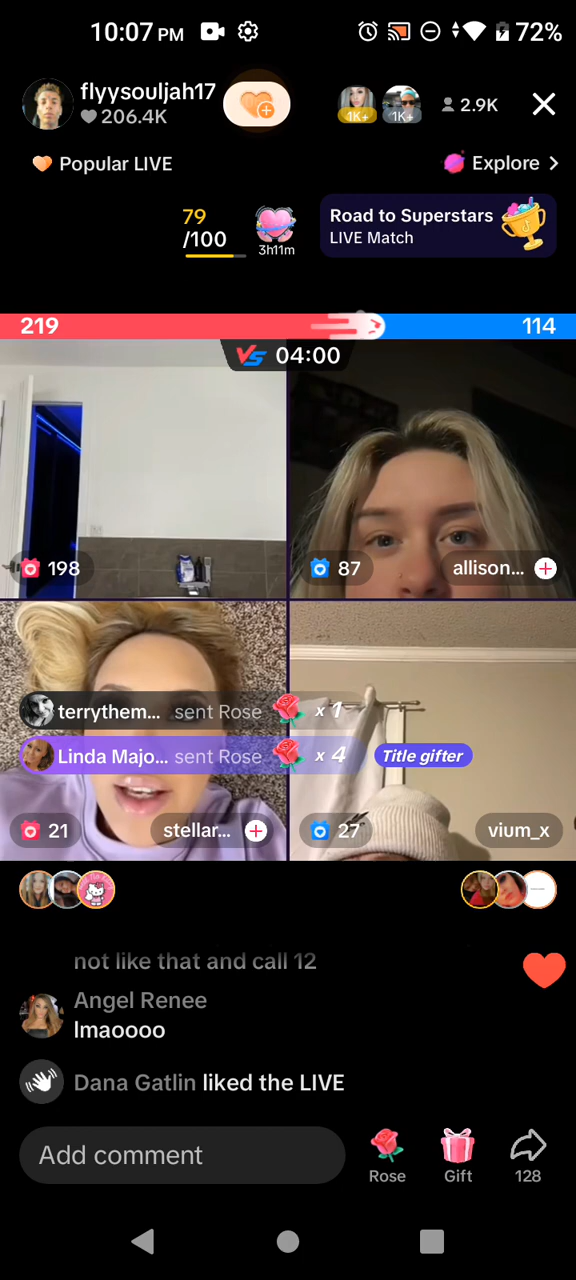 10:07 PM
72%
flyysouljah17
206.4K
1K+
1K+
2.9K
Popular LIVE
Explore >
79
/100
3h11m
Road to Superstars
LIVE Match
219
114
VS 04:00
198
87
allison...
terrythem... sent Rose x 1
Linda Majo... sent Rose x 4
Title gifter
21
stellar...
27
vium_x
not like that and call 12
Angel Renee
lmaoooo
Dana Gatlin liked the LIVE
Add comment
Rose
Gift
128